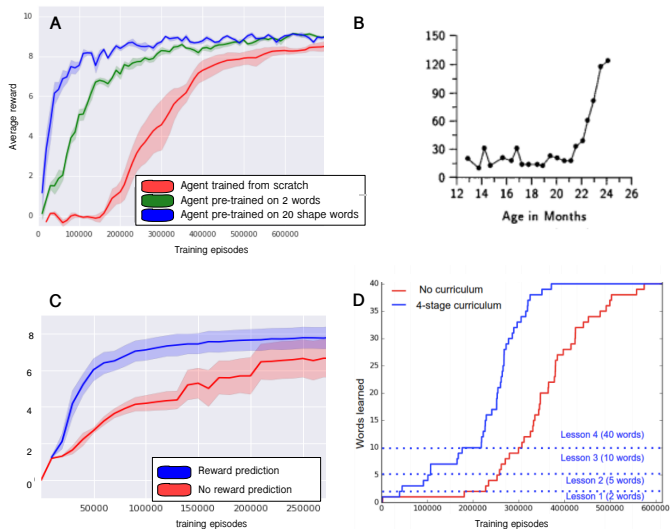 A
10
8
6
4
2
0
Average reward
Agent trained from scratch
Agent pre-trained on 2 words
Agent pre-trained on 20 shape words
0
100000
200000
300000
400000
500000
600000
Training episodes
B
150
120
90
60
30
0
12
14
16
18
20
22
24
26
Age in Months
C
8
6
4
2
0
Reward prediction
No reward prediction
50000
100000
150000
200000
250000
training episodes
D
No curriculum
4-stage curriculum
40
35
30
25
20
15
10
5
0
Words learned
Lesson 4 (40 words)
Lesson 3 (10 words)
Lesson 2 (5 words)
Lesson 1 (2 words)
0
100000
200000
300000
400000
500000
Training episodes